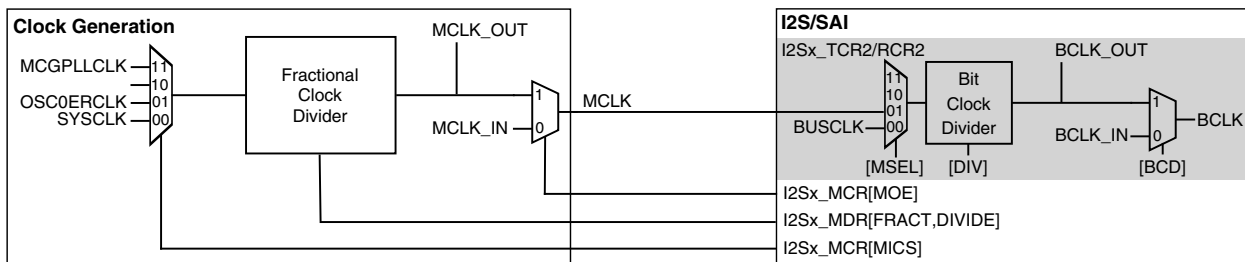 Clock Generation
MCGPLLCLK
11
10
OSC0ERCLK
01
SYSCLK
00
Fractional
Clock
Divider
MCLK_OUT
MCLK_IN
1
0
MCLK
I2S/SAI
I2Sx_TCR2/RCR2
11
10
01
BUSCLK
00
[MSEL]
Bit
Clock
Divider
[DIV]
BCLK_OUT
BCLK_IN
1
0
[BCD]
BCLK
I2Sx_MCR[MOE]
I2Sx_MDR[FRACT,DIVIDE]
I2Sx_MCR[MICS]